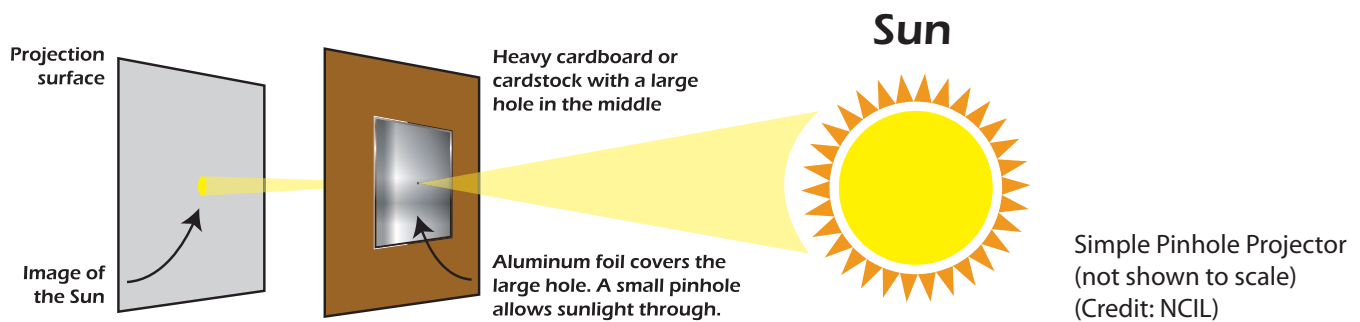 Sun
Projection
surface
Heavy cardboard or
cardstock with a large
hole in the middle
Image of
the Sun
Aluminum foil covers the
large hole. A small pinhole
allows sunlight through.
Simple Pinhole Projector
(not shown to scale)
(Credit: NCIL)